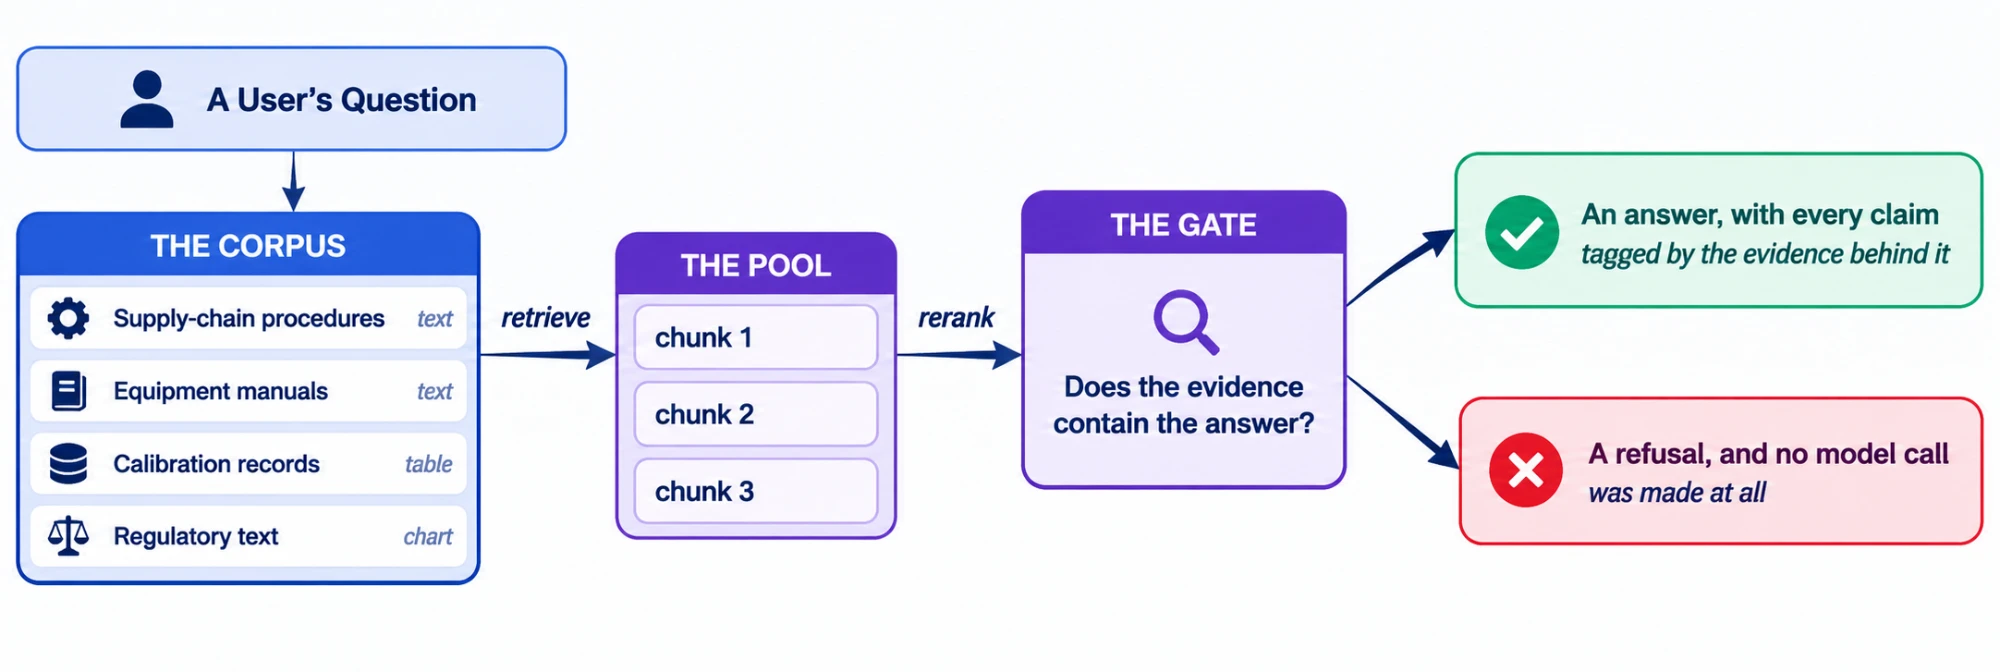 A User's Question
THE CORPUS
Supply-chain procedures text
Equipment manuals text
Calibration records table
Regulatory text chart
retrieve
THE POOL
chunk 1
chunk 2
chunk 3
rerank
THE GATE
Does the evidence
contain the answer?
An answer, with every claim
tagged by the evidence behind it
A refusal, and no model call
was made at all